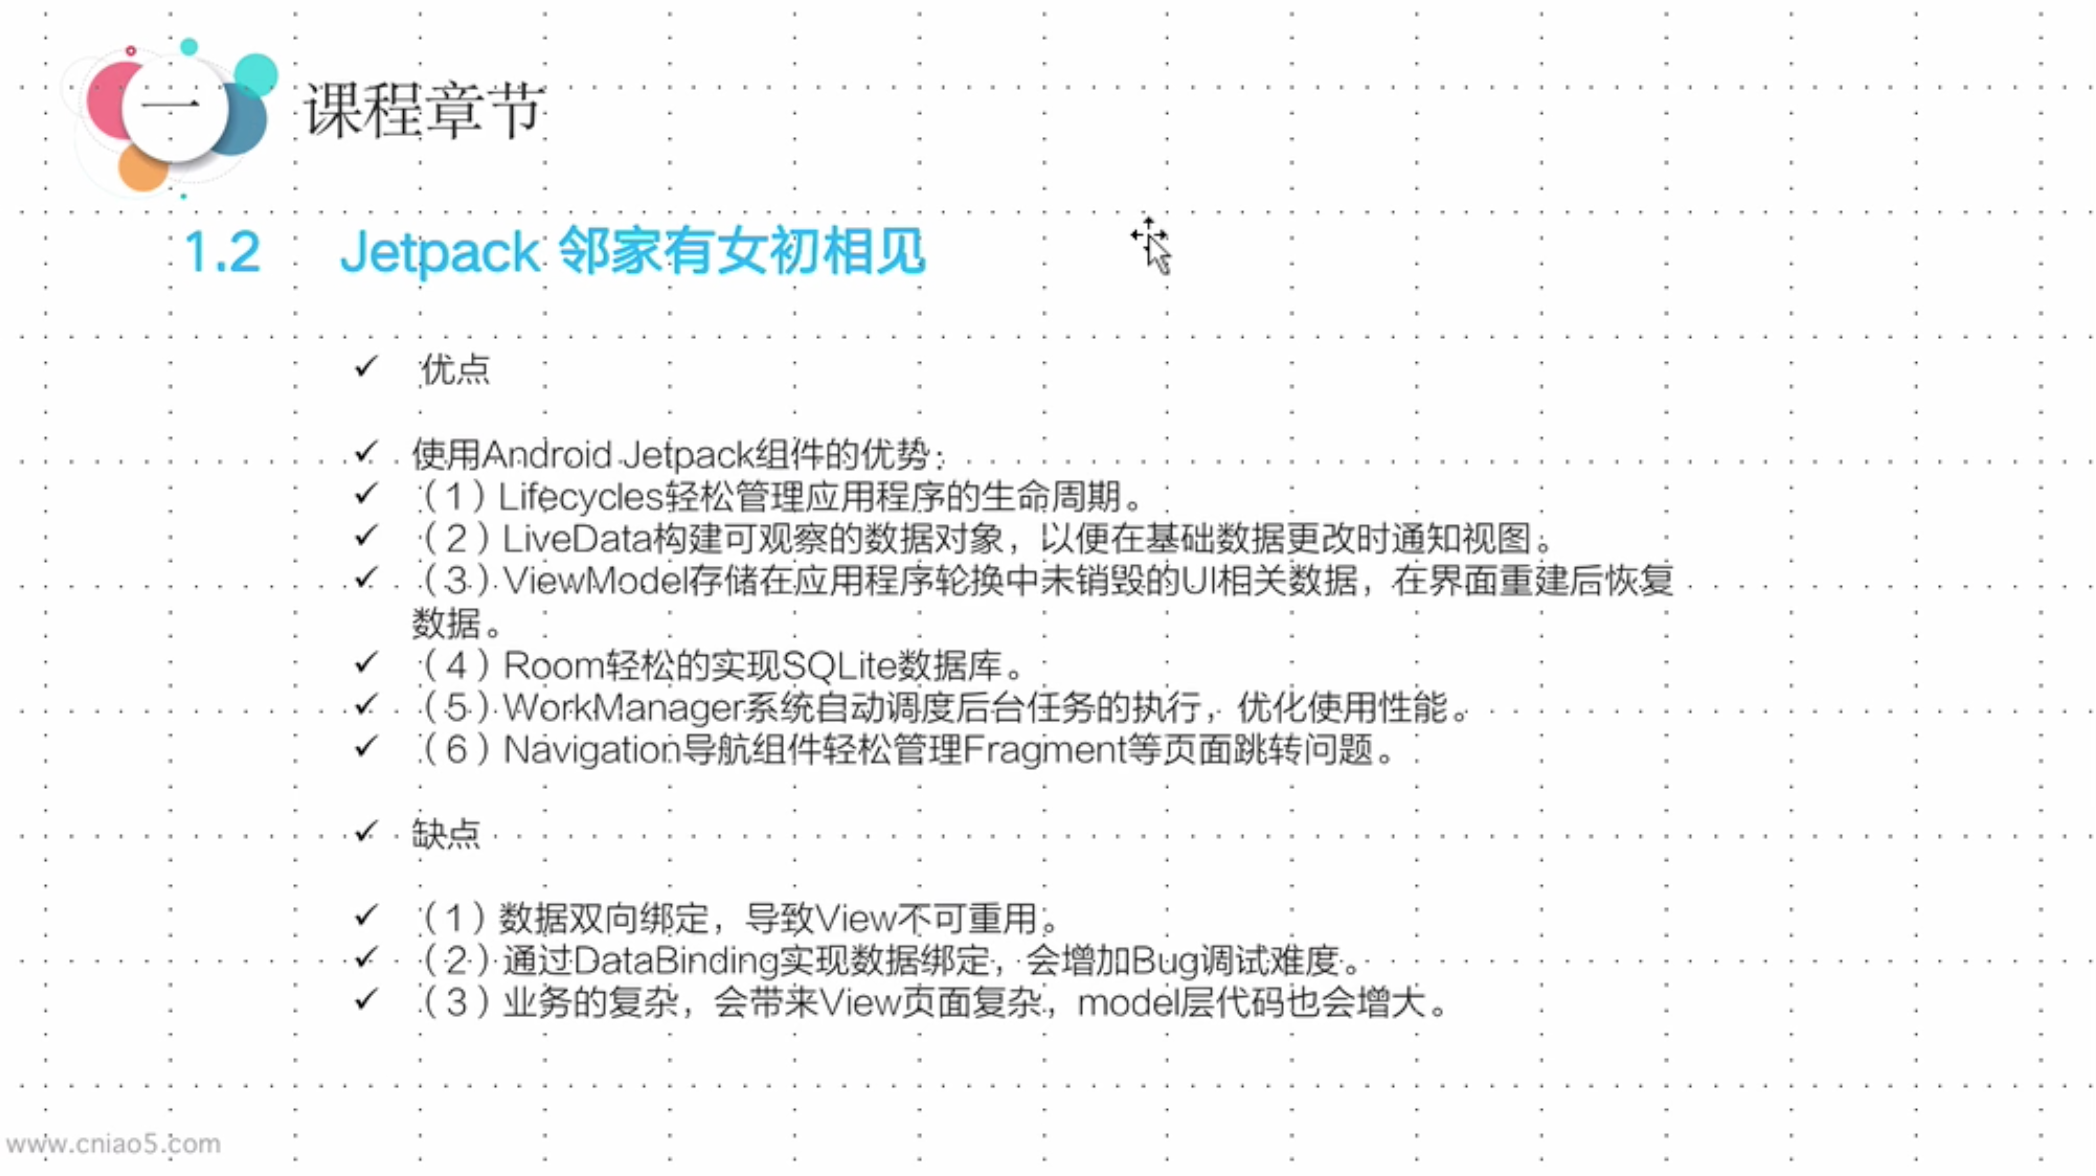 一 课程章节
1.2 Jetpack 邻家有女初相见
✓ 优点
✓ 使用Android Jetpack组件的优势：
✓ （1）Lifecycles轻松管理应用程序的生命周期。
✓ （2）LiveData构建可观察的数据对象，以便在基础数据更改时通知视图。
✓ （3）ViewModel存储在应用程序轮换中未销毁的UI相关数据，在界面重建后恢复
数据。
✓ （4）Room轻松的实现SQLite数据库。
✓ （5）WorkManager系统自动调度后台任务的执行，优化使用性能。
✓ （6）Navigation导航组件轻松管理Fragment等页面跳转问题。
✓ 缺点
✓ （1）数据双向绑定，导致View不可重用。
✓ （2）通过DataBinding实现数据绑定，会增加Bug调试难度。
✓ （3）业务的复杂，会带来View页面复杂，model层代码也会增大。
www.cniao5.com